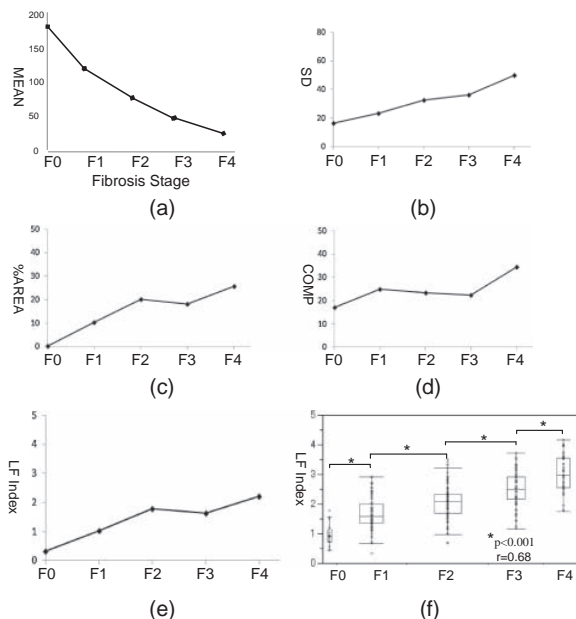 200
150
100
50
0
MEAN
F0 F1 F2 F3 F4
Fibrosis Stage
(a)
80
60
40
20
0
SD
F0 F1 F2 F3 F4
(b)
50
40
30
20
10
0
%AREA
F0 F1 F2 F3 F4
(c)
50
40
30
20
10
0
COMP
F0 F1 F2 F3 F4
(d)
5
4
3
2
1
0
LF Index
F0 F1 F2 F3 F4
(e)
5
4
3
2
1
0
LF Index
* * * *
* p<0.001
r=0.68
F0 F1 F2 F3 F4
(f)